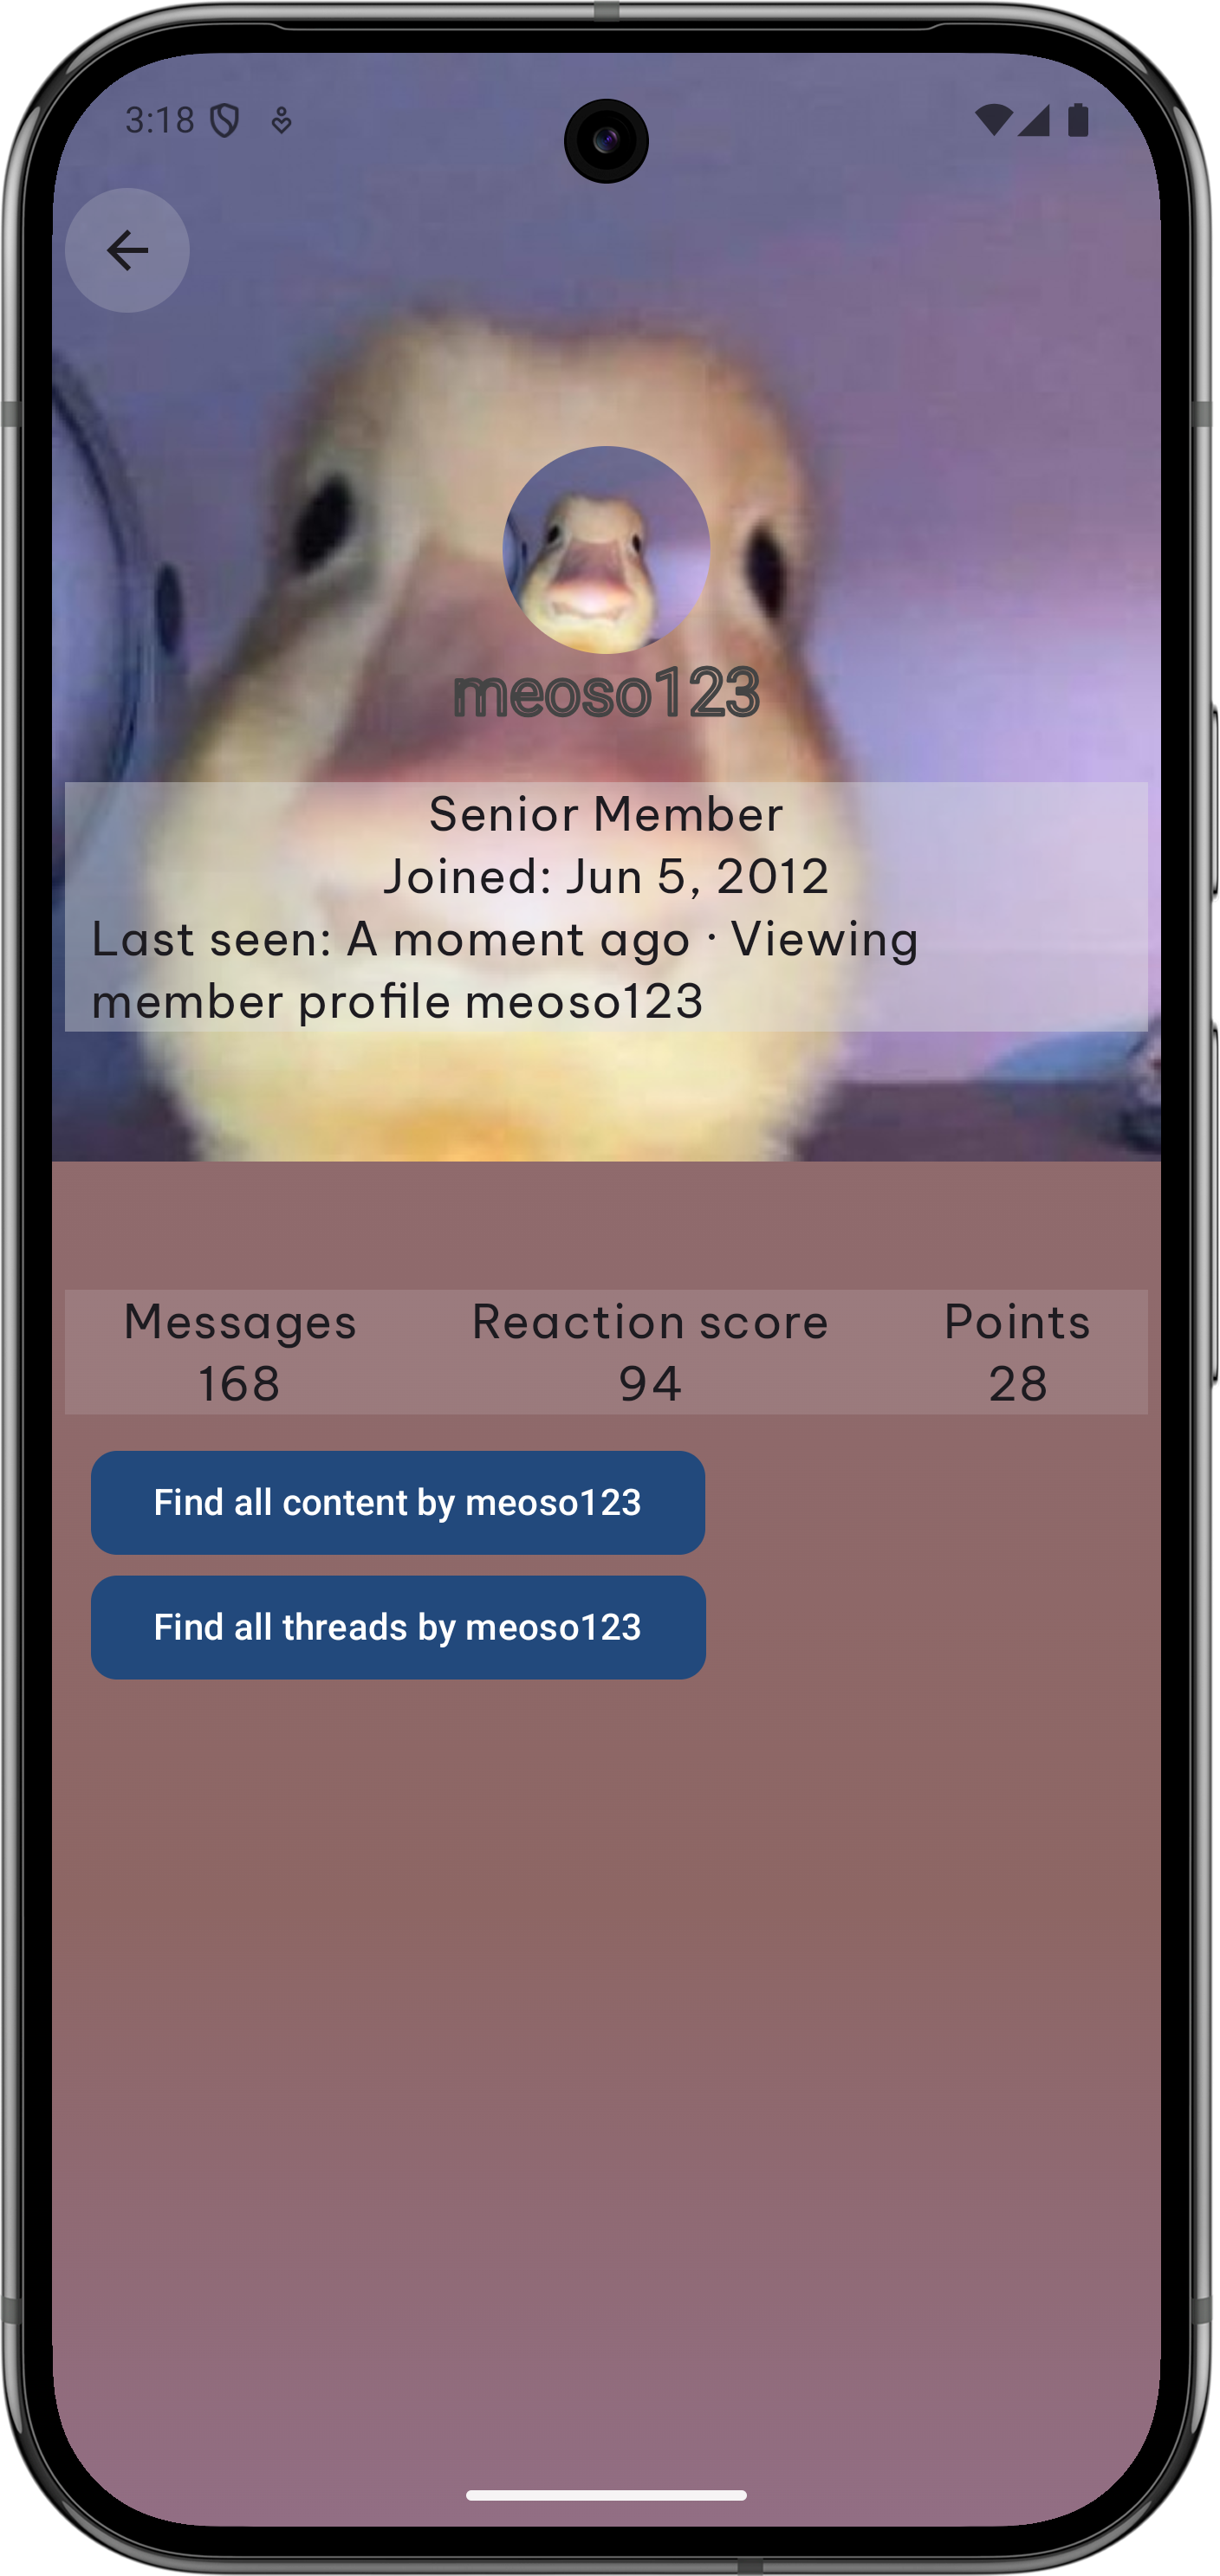 3:18
meoso123
Senior Member
Joined: Jun 5, 2012
Last seen: A moment ago · Viewing
member profile meoso123
Messages Reaction score Points
168 94 28
Find all content by meoso123
Find all threads by meoso123